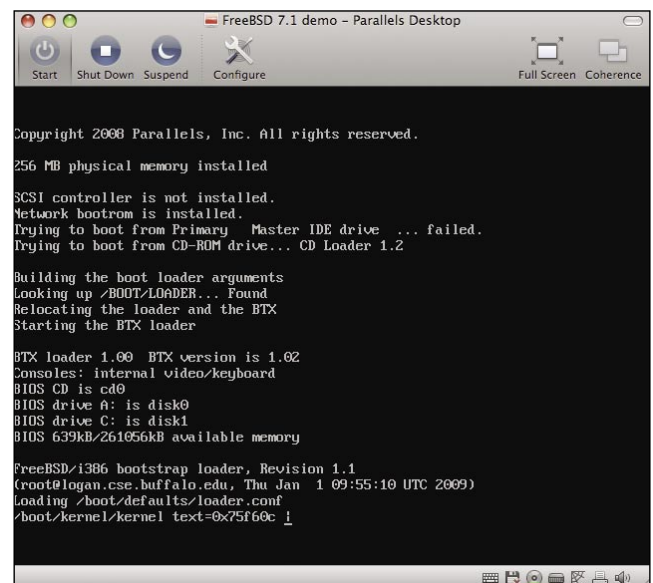 FreeBSD 7.1 demo – Parallels Desktop
Start Shut Down Suspend Configure Full Screen Coherence
Copyright 2008 Parallels, Inc. All rights reserved.
256 MB physical memory installed
SCSI controller is not installed.
Network bootrom is installed.
Trying to boot from Primary Master IDE drive ... failed.
Trying to boot from CD-ROM drive... CD Loader 1.2
Building the boot loader arguments
Looking up /BOOT/LOADER... Found
Relocating the loader and the BTX
Starting the BTX loader
BTX loader 1.00 BTX version is 1.02
Consoles: internal video/keyboard
BIOS CD is cd0
BIOS drive A: is disk0
BIOS drive C: is disk1
BIOS 639kB/261056kB available memory
FreeBSD/i386 bootstrap loader, Revision 1.1
(root@logan.cse.buffalo.edu, Thu Jan 1 09:55:10 UTC 2009)
Loading /boot/defaults/loader.conf
/boot/kernel/kernel text=0x75f60c |